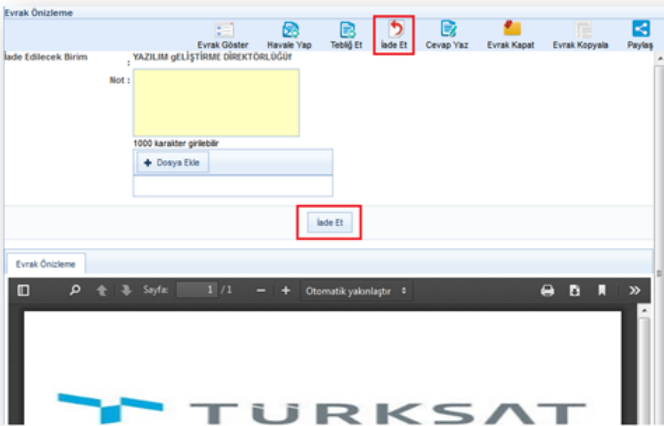 Evrak Önizleme
Evrak Göster Havale Yap Tebliğ Et İade Et Cevap Yaz Evrak Kapat Evrak Kopyala Paylaş
İade Edilecek Birim : YAZILIM gELİŞTİRME DİREKTÖRLÜĞÜf
Not :
1000 karakter girilebilir
+ Dosya Ekle
İade Et
Evrak Önizleme
Sayfa: 1 / 1 − + Otomatik yakınlaştır
TÜRKSAT